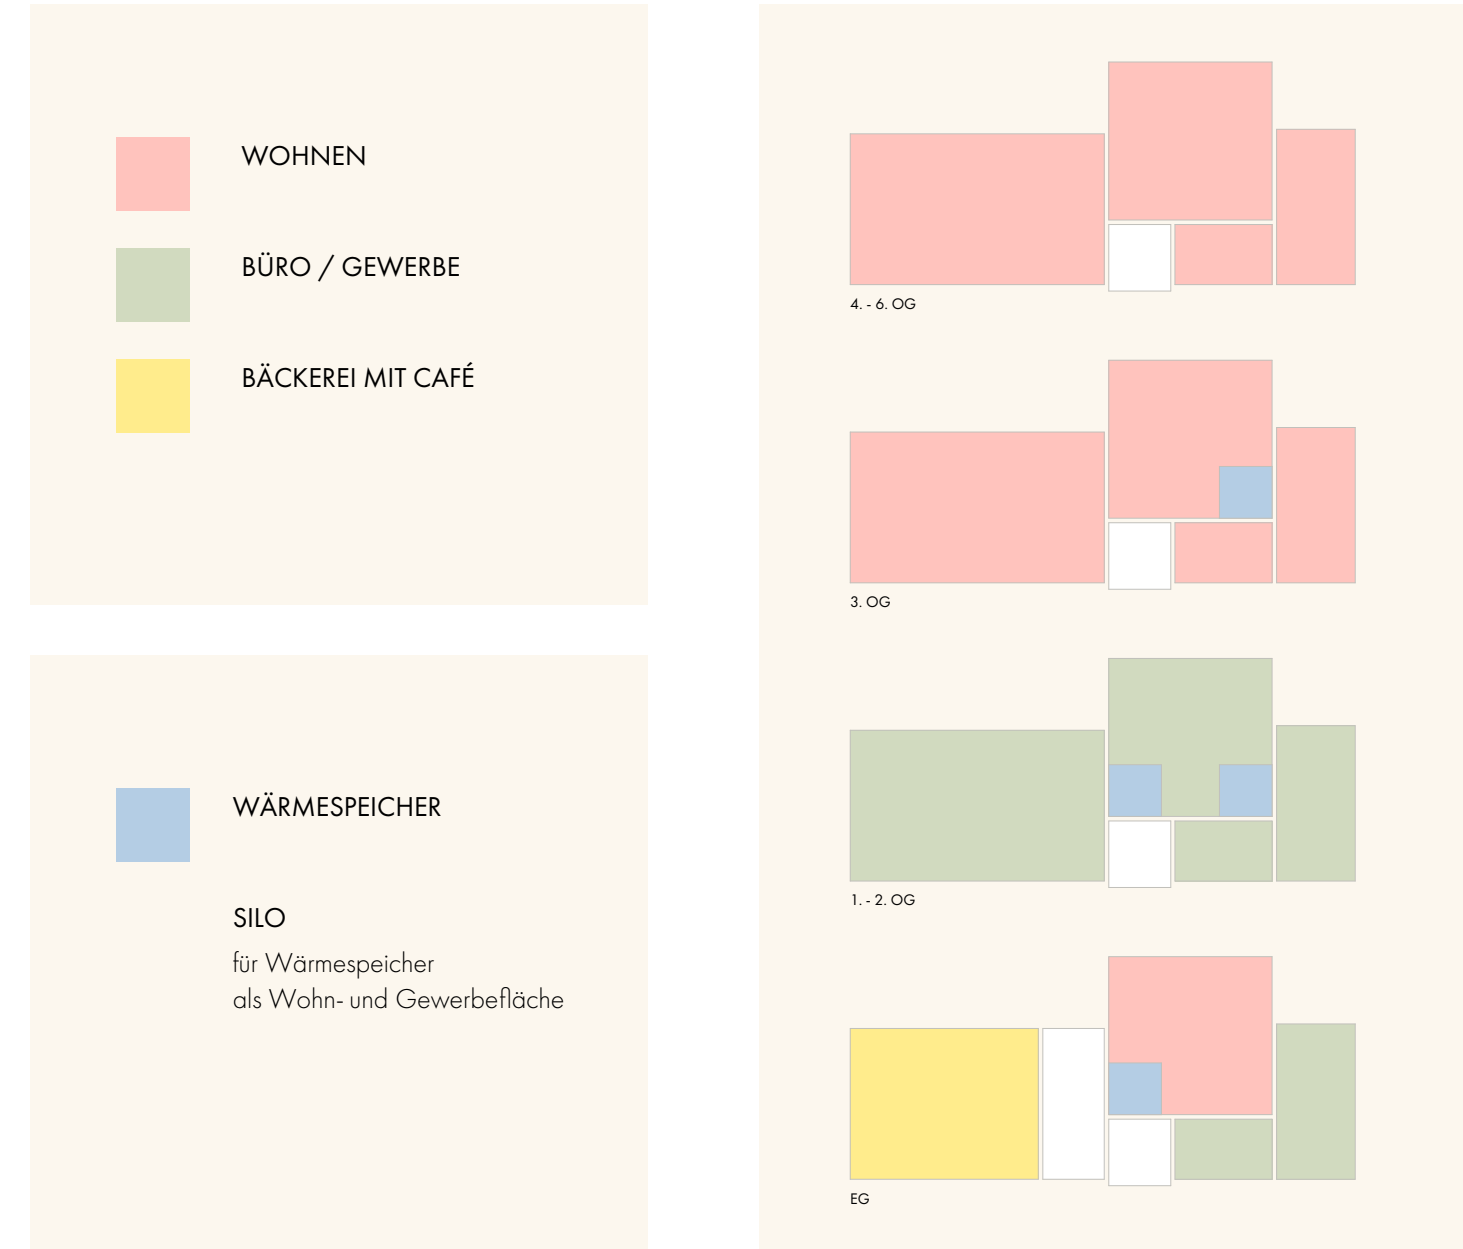 WOHNEN
BÜRO / GEWERBE
BÄCKEREI MIT CAFÉ
WÄRMESPEICHER
SILO
für Wärmespeicher
als Wohn- und Gewerbefläche
4. - 6. OG
3. OG
1. - 2. OG
EG